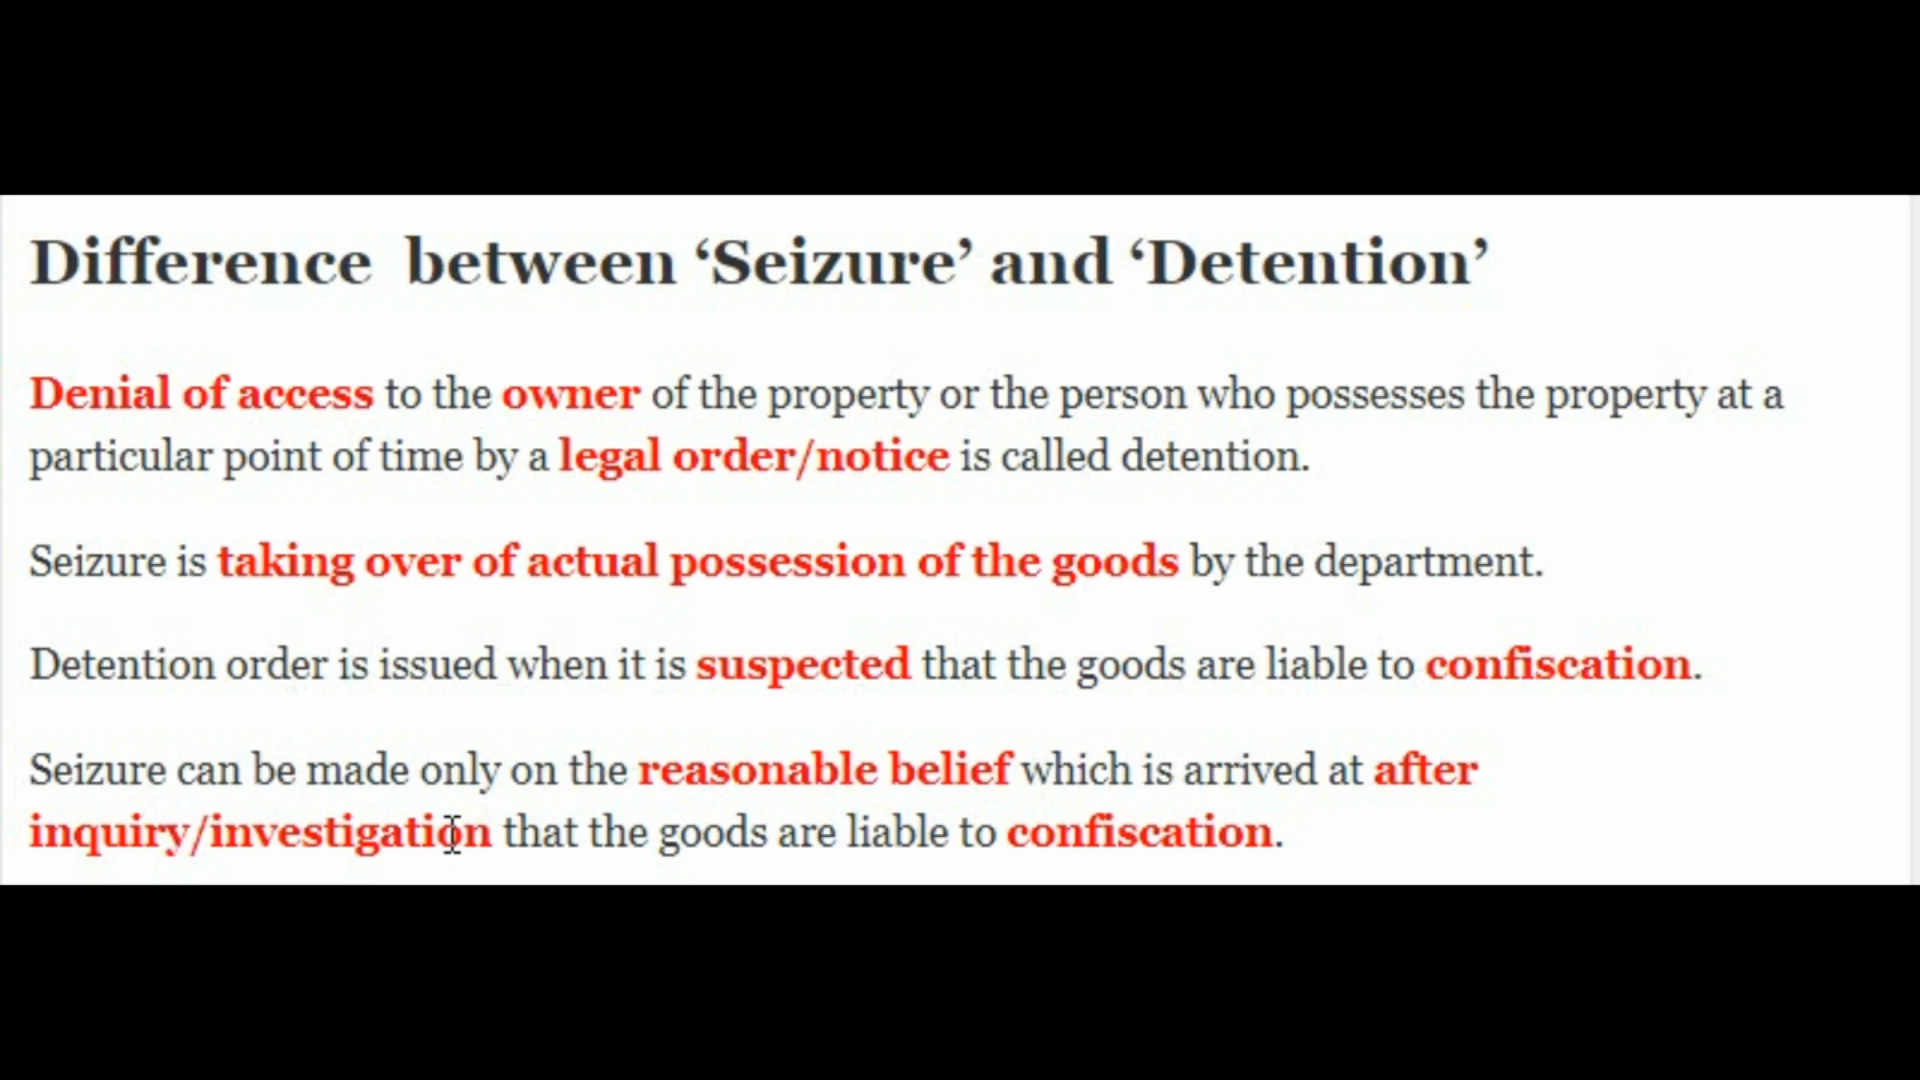 Difference between ‘Seizure’ and ‘Detention’
Denial of access to the owner of the property or the person who possesses the property at a
particular point of time by a legal order/notice is called detention.
Seizure is taking over of actual possession of the goods by the department.
Detention order is issued when it is suspected that the goods are liable to confiscation.
Seizure can be made only on the reasonable belief which is arrived at after
inquiry/investigation that the goods are liable to confiscation.